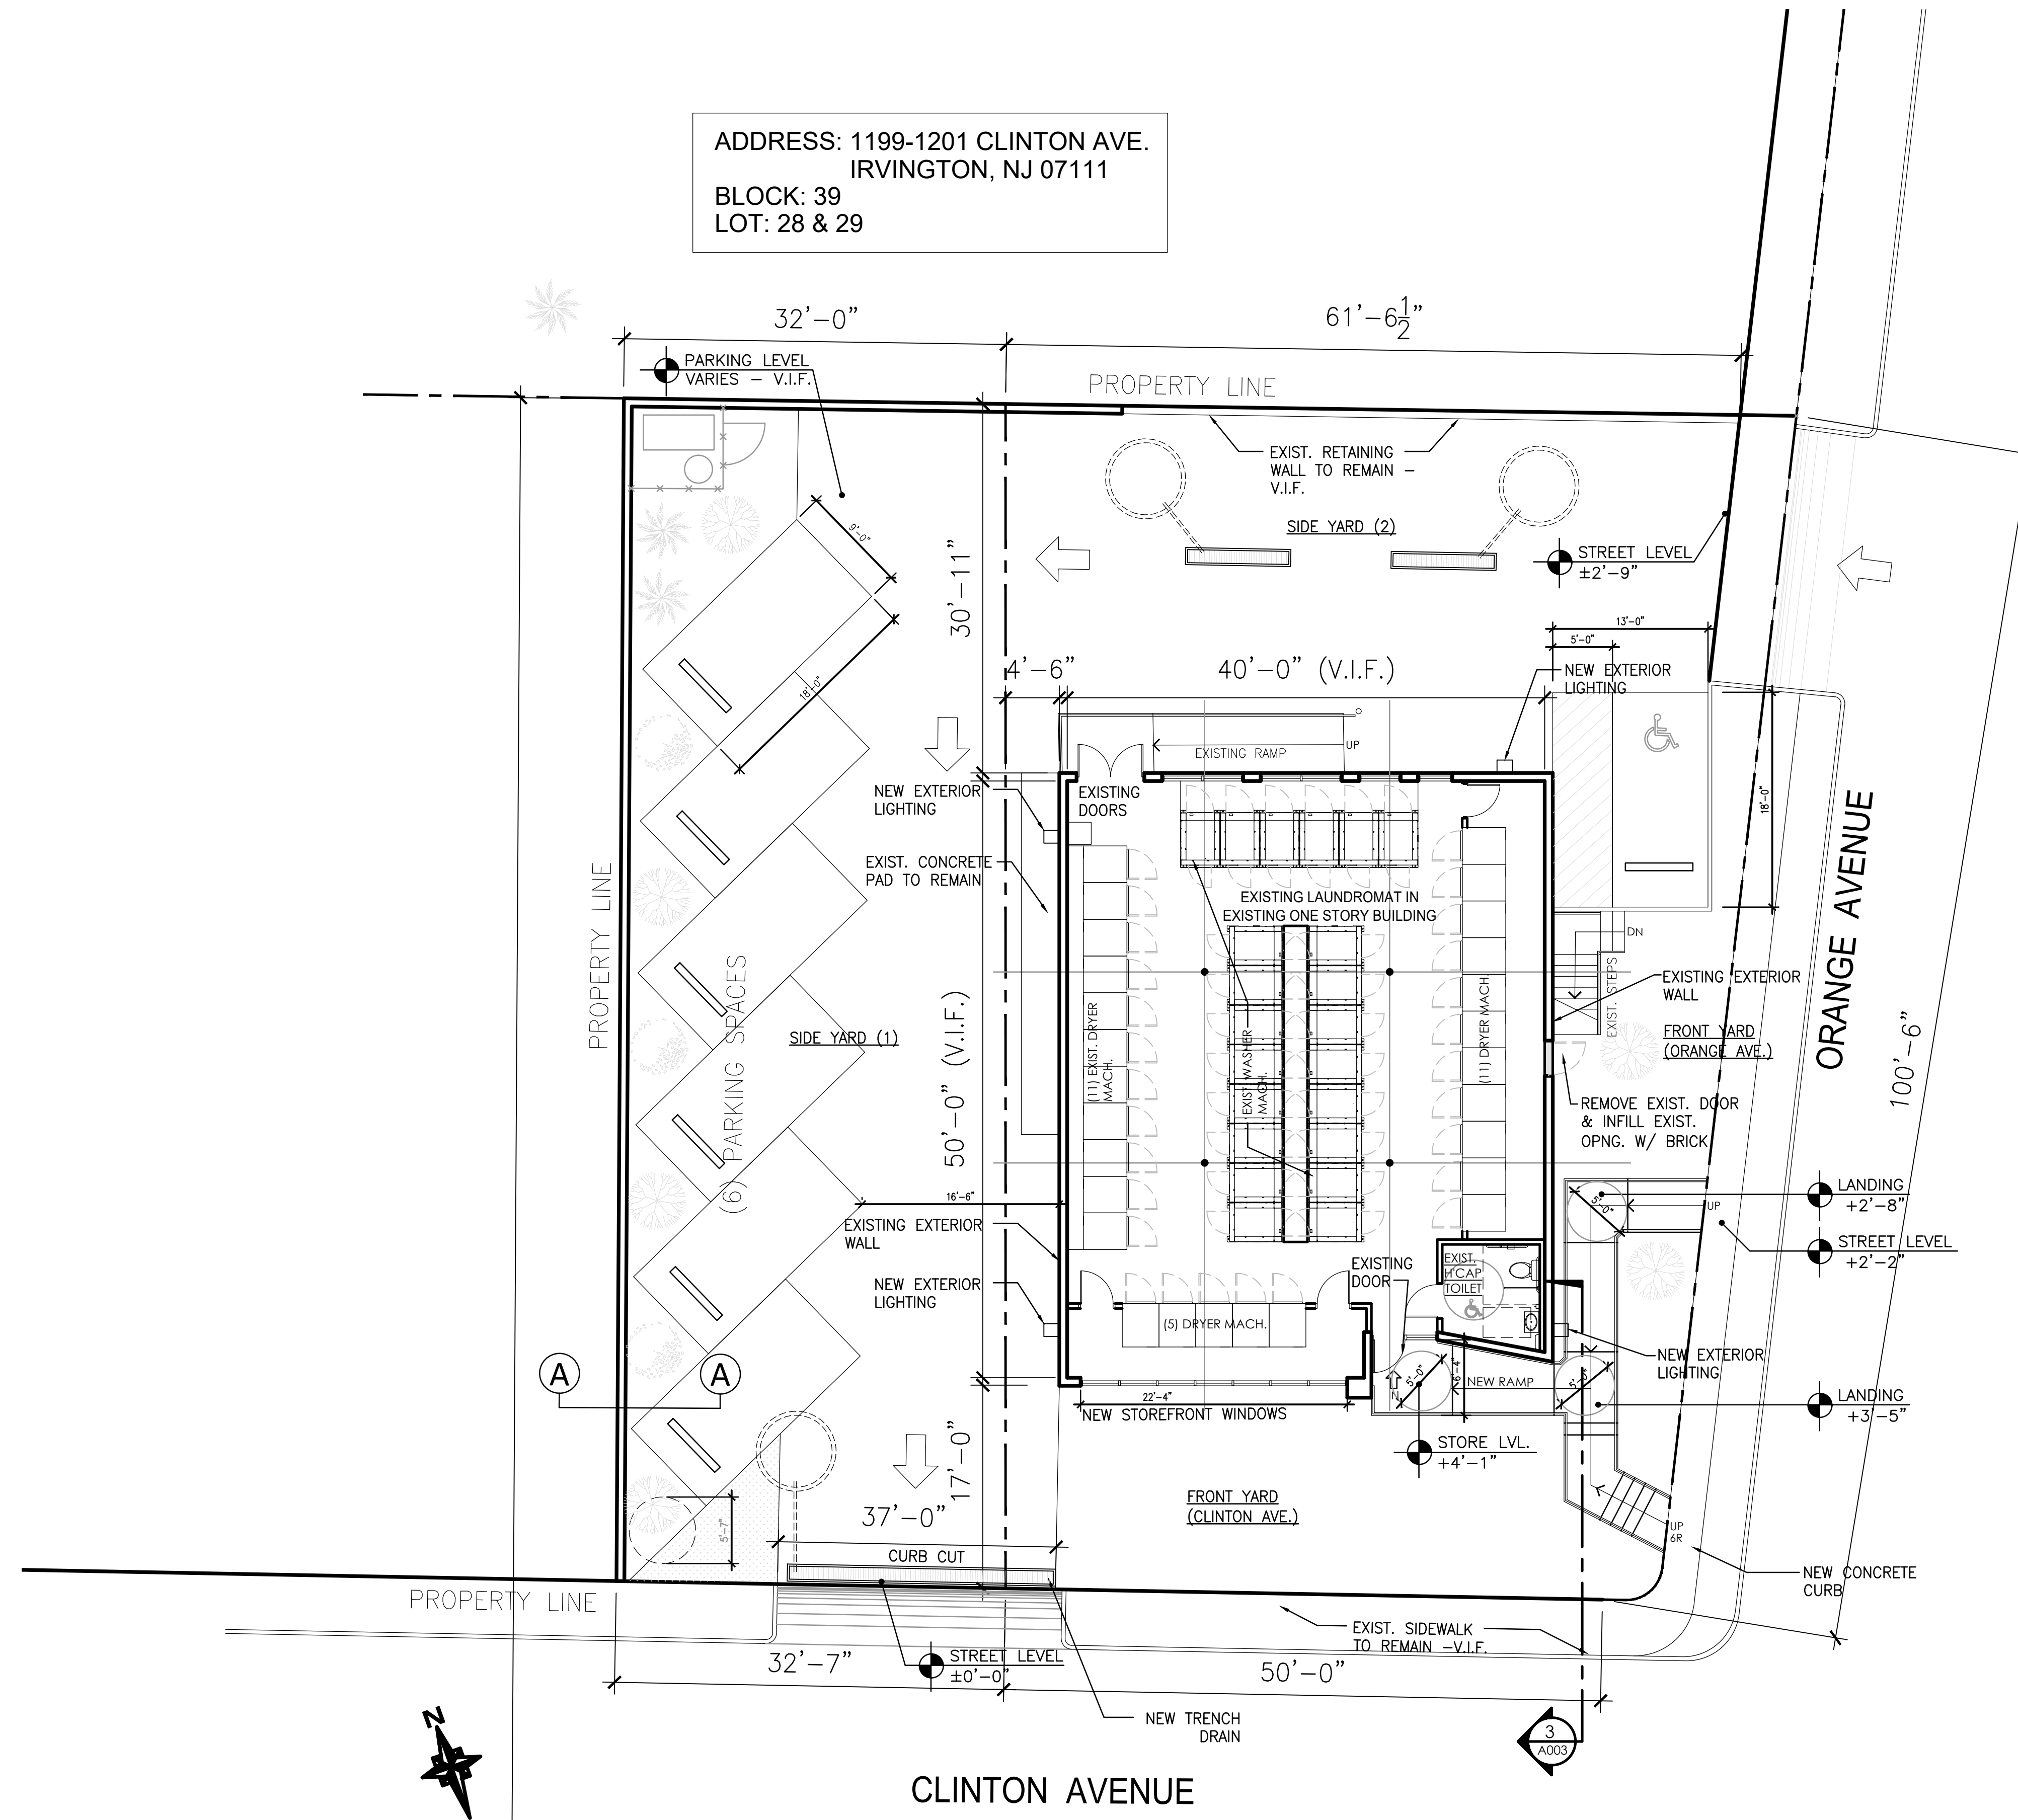 ADDRESS: 1199-1201 CLINTON AVE.
IRVINGTON, NJ 07111
BLOCK: 39
LOT: 28 & 29
32'-0"
61'-6 1/2"
PARKING LEVEL
VARIES - V.I.F.
PROPERTY LINE
EXIST. RETAINING
WALL TO REMAIN -
V.I.F.
SIDE YARD (2)
9'-0"
18'-0"
30'-11"
STREET LEVEL
±2'-9"
13'-0"
5'-0"
4'-6"
40'-0" (V.I.F.)
NEW EXTERIOR
LIGHTING
EXISTING RAMP
UP
NEW EXTERIOR
LIGHTING
EXISTING
DOORS
18'-0"
EXIST. CONCRETE
PAD TO REMAIN
EXISTING LAUNDROMAT IN
EXISTING ONE STORY BUILDING
DN
PROPERTY LINE
(6) PARKING SPACES
SIDE YARD (1)
50'-0" (V.I.F.)
(11) EXIST. DRYER
MACH.
EXIST. WASHER
MACH.
(11) DRYER MACH.
EXIST. STEPS
EXISTING EXTERIOR
WALL
FRONT YARD
(ORANGE AVE.)
ORANGE AVENUE
100'-6"
REMOVE EXIST. DOOR
& INFILL EXIST.
OPNG. W/ BRICK
16'-6"
5'-0"
UP
LANDING
+2'-8"
STREET LEVEL
+2'-2"
EXISTING EXTERIOR
WALL
NEW EXTERIOR
LIGHTING
EXISTING
DOOR
EXIST.
H'CAP
TOILET
(5) DRYER MACH.
A
A
22'-4"
NEW STOREFRONT WINDOWS
5'-0"
6'-4"
NEW RAMP
5'-0"
NEW EXTERIOR
LIGHTING
LANDING
+3'-5"
STORE LVL.
+4'-1"
17'-0"
FRONT YARD
(CLINTON AVE.)
37'-0"
CURB CUT
5'-7"
UP
6R
NEW CONCRETE
CURB
PROPERTY LINE
EXIST. SIDEWALK
TO REMAIN -V.I.F.
32'-7"
STREET LEVEL
±0'-0"
50'-0"
NEW TRENCH
DRAIN
3
A003
N
CLINTON AVENUE